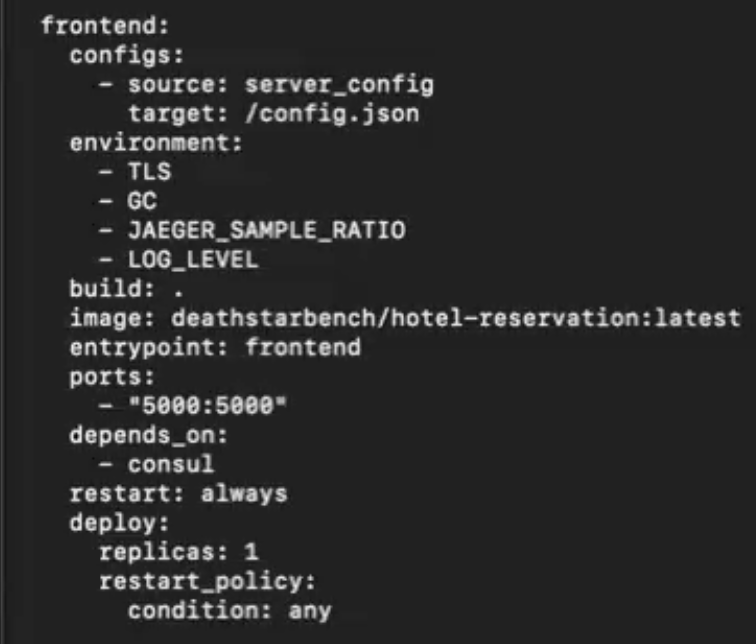 frontend:
configs:
- source: server_config
target: /config.json
environment:
- TLS
- GC
- JAEGER_SAMPLE_RATIO
- LOG_LEVEL
build: .
image: deathstarbench/hotel-reservation:latest
entrypoint: frontend
ports:
- "5000:5000"
depends_on:
- consul
restart: always
deploy:
replicas: 1
restart_policy:
condition: any